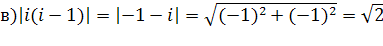 в)|i(i − 1)| = |−1 − i| = √((−1)² + (−1)²) = √2